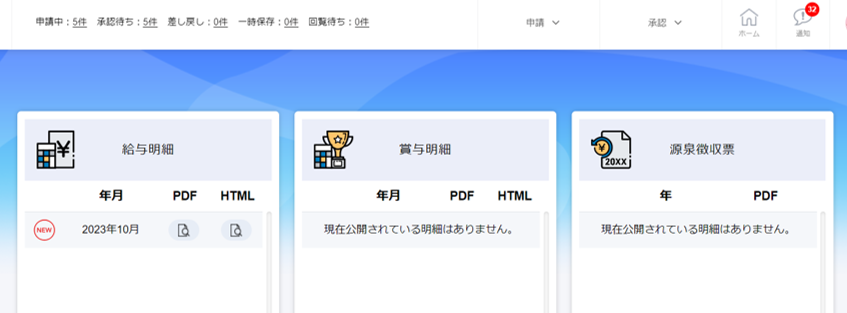 申請中：5件 承認待ち：5件 差し戻し：0件 一時保存：0件 回覧待ち：0件 申請 承認 ホーム 通知 32
給与明細
年月 PDF HTML
NEW 2023年10月
賞与明細
年月 PDF HTML
現在公開されている明細はありません。
20XX 源泉徴収票
年 PDF
現在公開されている明細はありません。